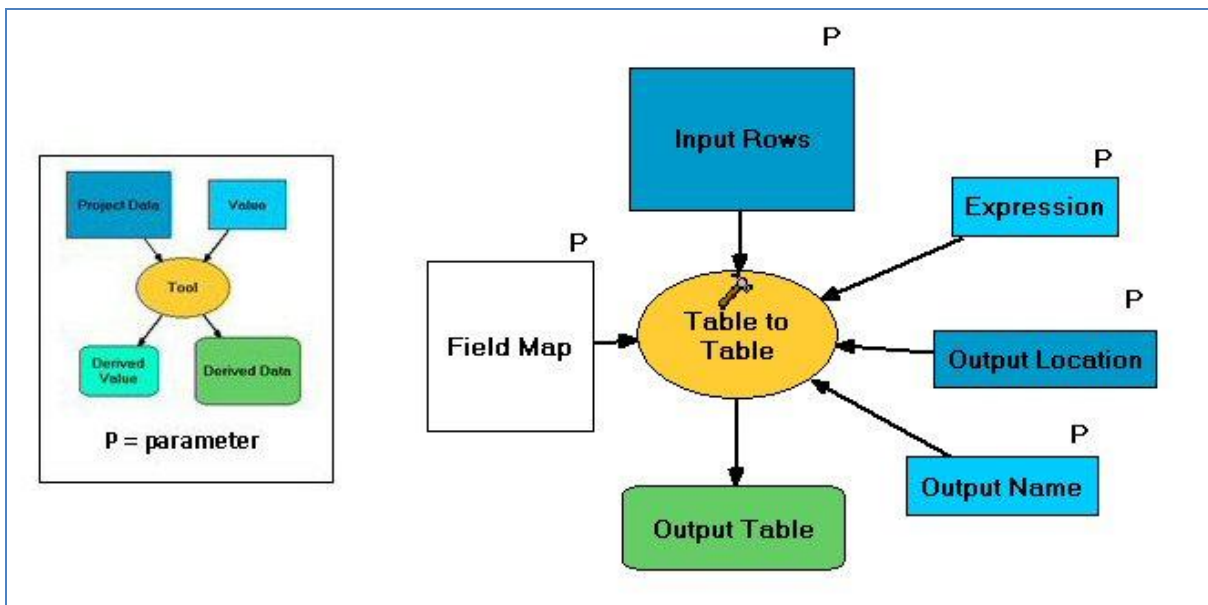 Project Data
Value
Tool
Derived
Value
Derived Data
P = parameter
P
Input Rows
P
Expression
P
Field Map
Table to
Table
P
Output Location
P
Output Name
Output Table